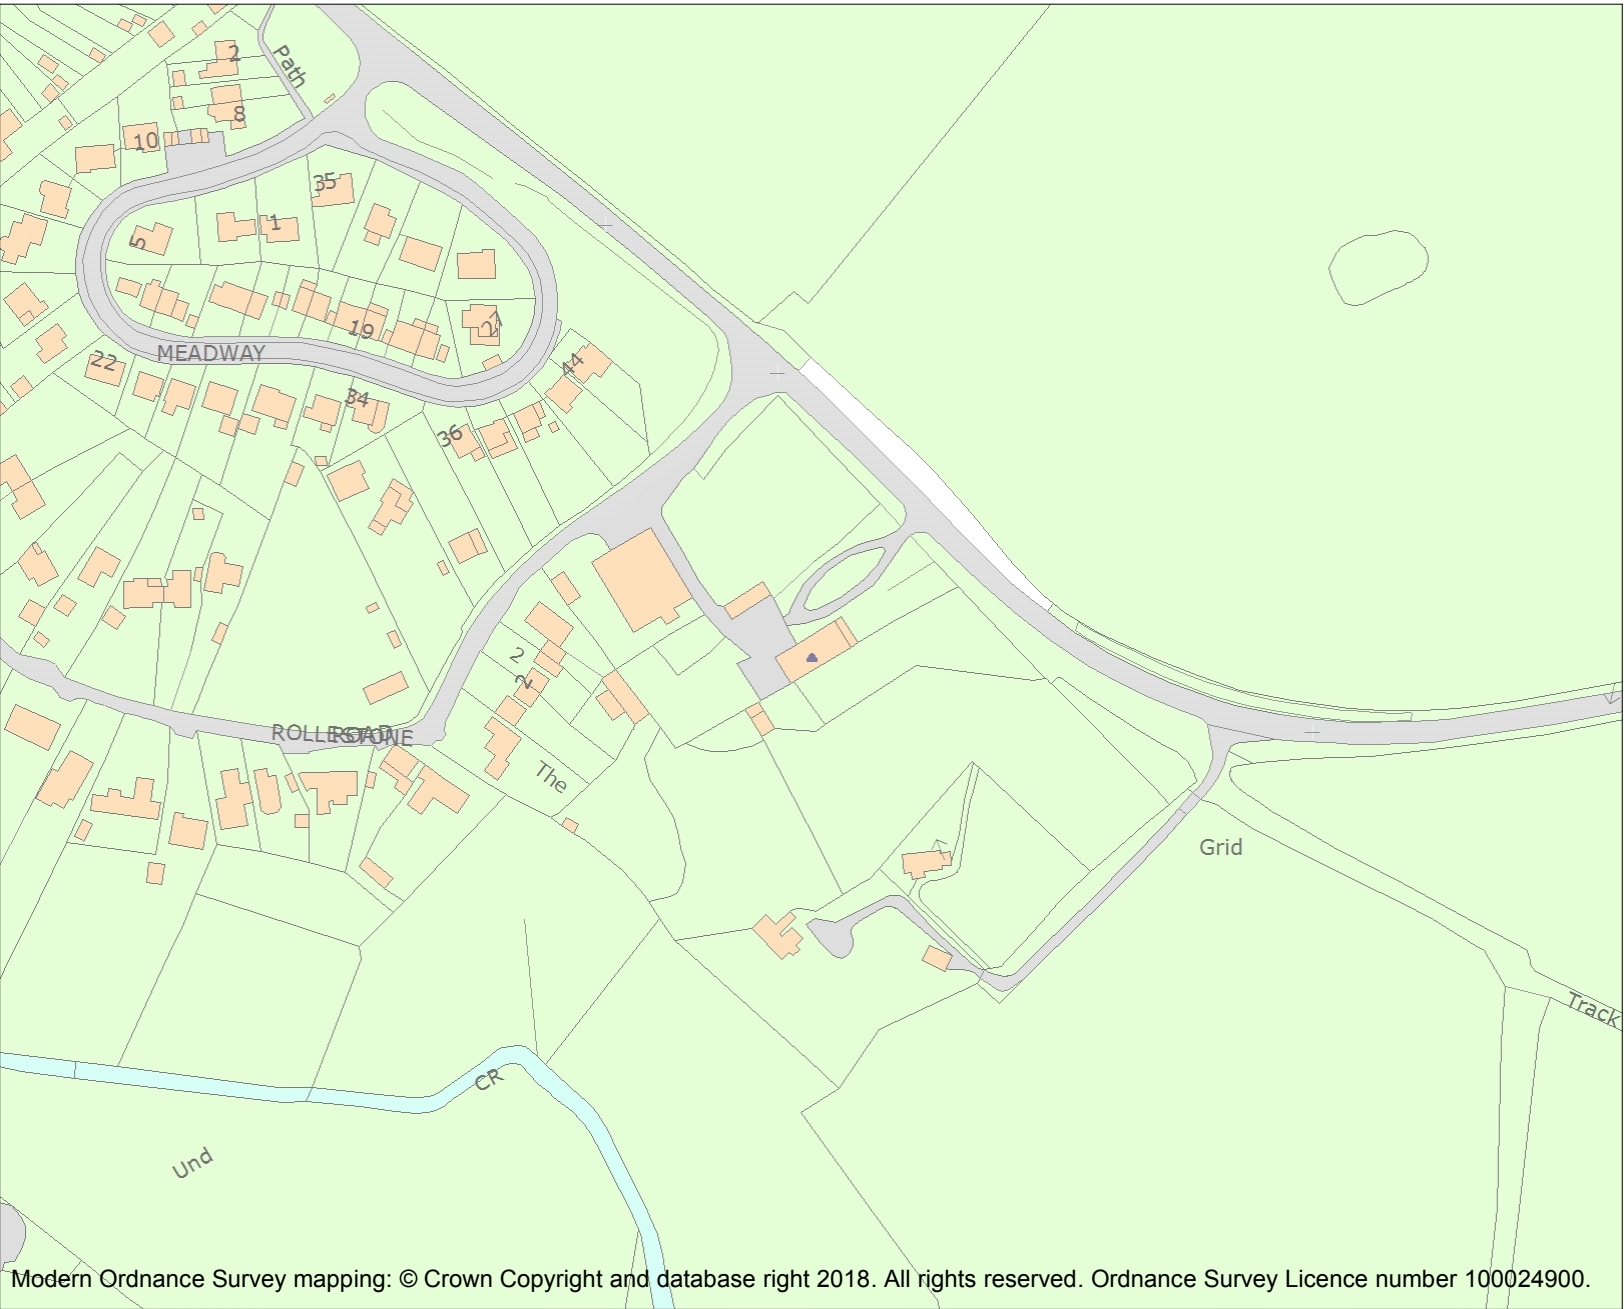 2
Path
8
10
35
1
5
19
27
MEADWAY
22
44
34
36
2
2
ROLLESTONE
ROAD
The
Grid
Track
CR
Und
Modern Ordnance Survey mapping: © Crown Copyright and database right 2018. All rights reserved. Ordnance Survey Licence number 100024900.